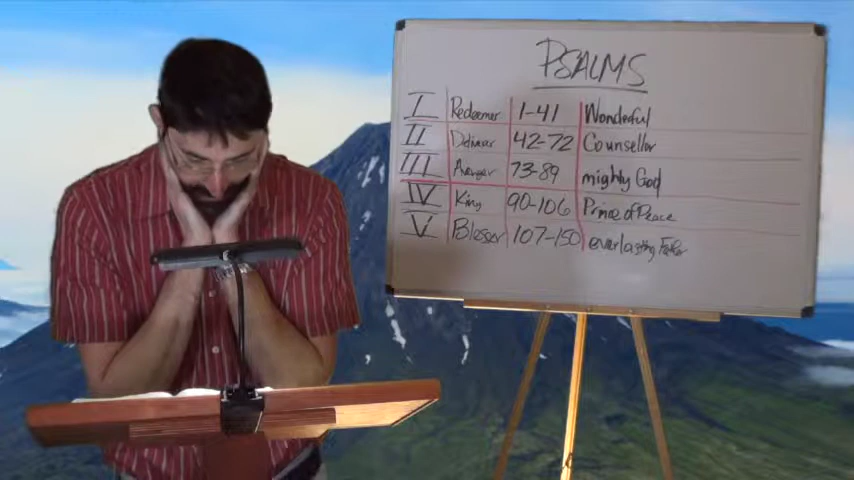 PSALMS
I Redeemer 1-41 Wonderful
II Deliverer 42-72 Counsellor
III Avenger 73-89 mighty God
IV King 90-106 Prince of Peace
V Blesser 107-150 everlasting Father